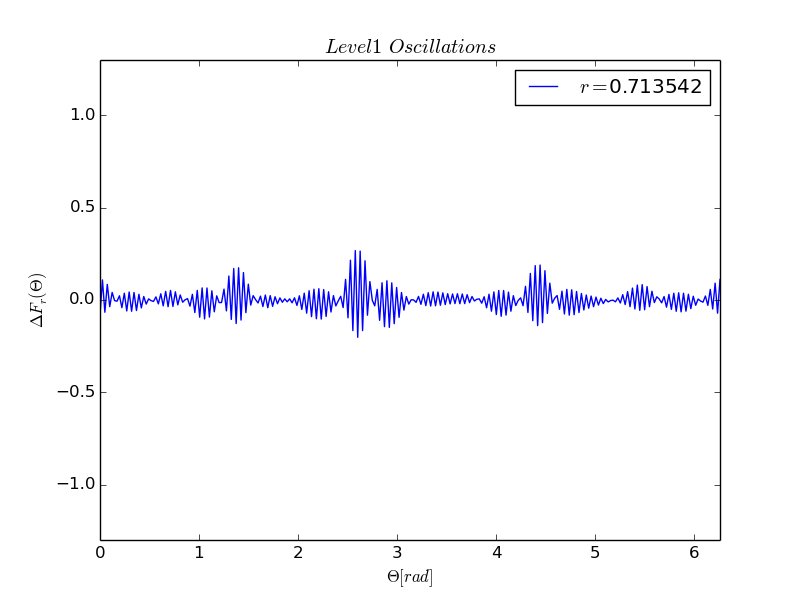 Level1 Oscillations
r=0.713542
1.0
0.5
0.0
−0.5
−1.0
ΔF_r(Θ)
0 1 2 3 4 5 6
Θ[rad]